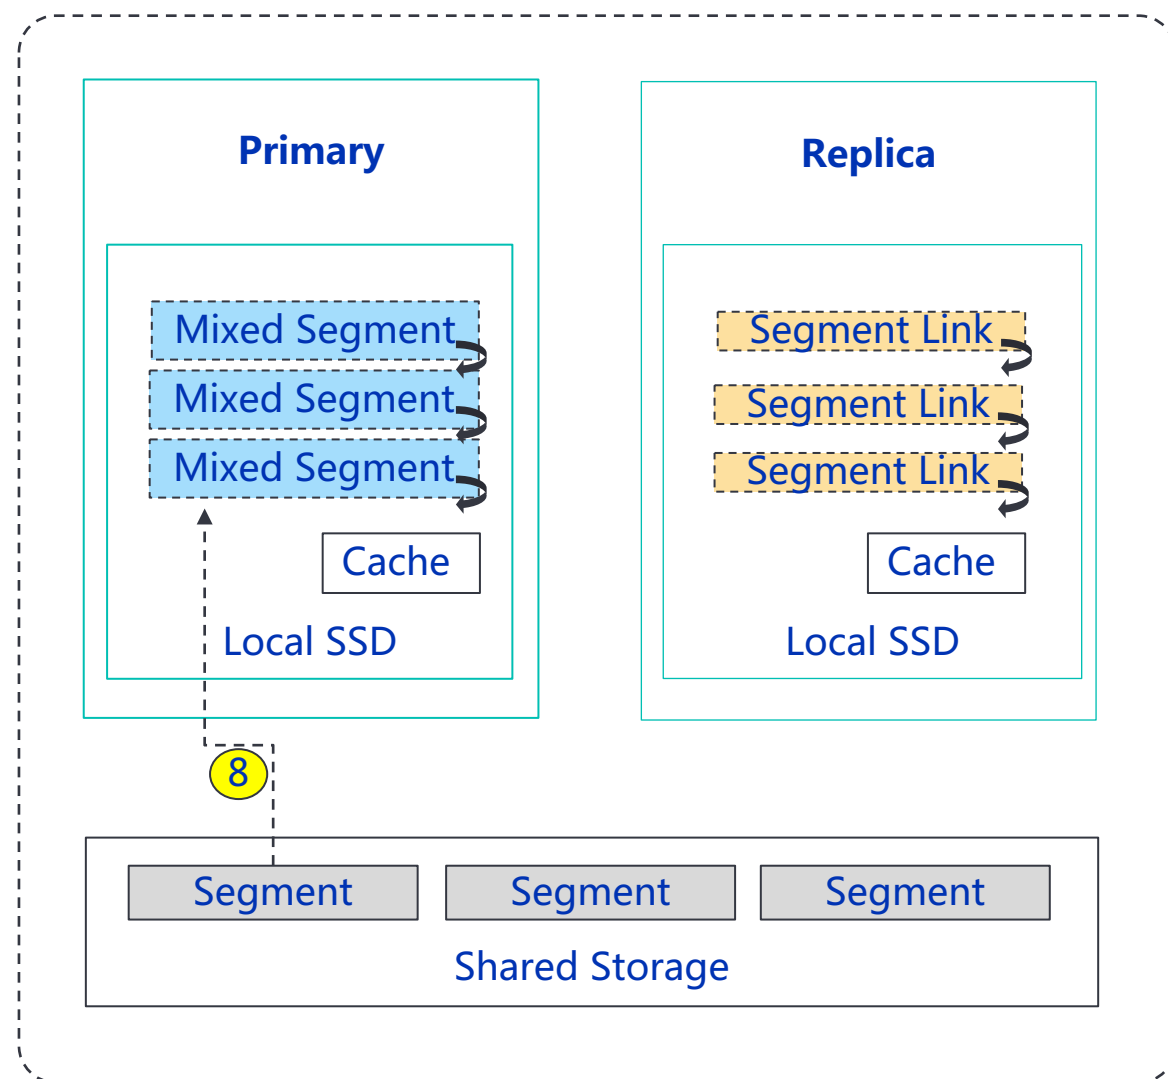 Primary
Mixed Segment
Mixed Segment
Mixed Segment
Cache
Local SSD
Replica
Segment Link
Segment Link
Segment Link
Cache
Local SSD
8
Segment
Segment
Segment
Shared Storage